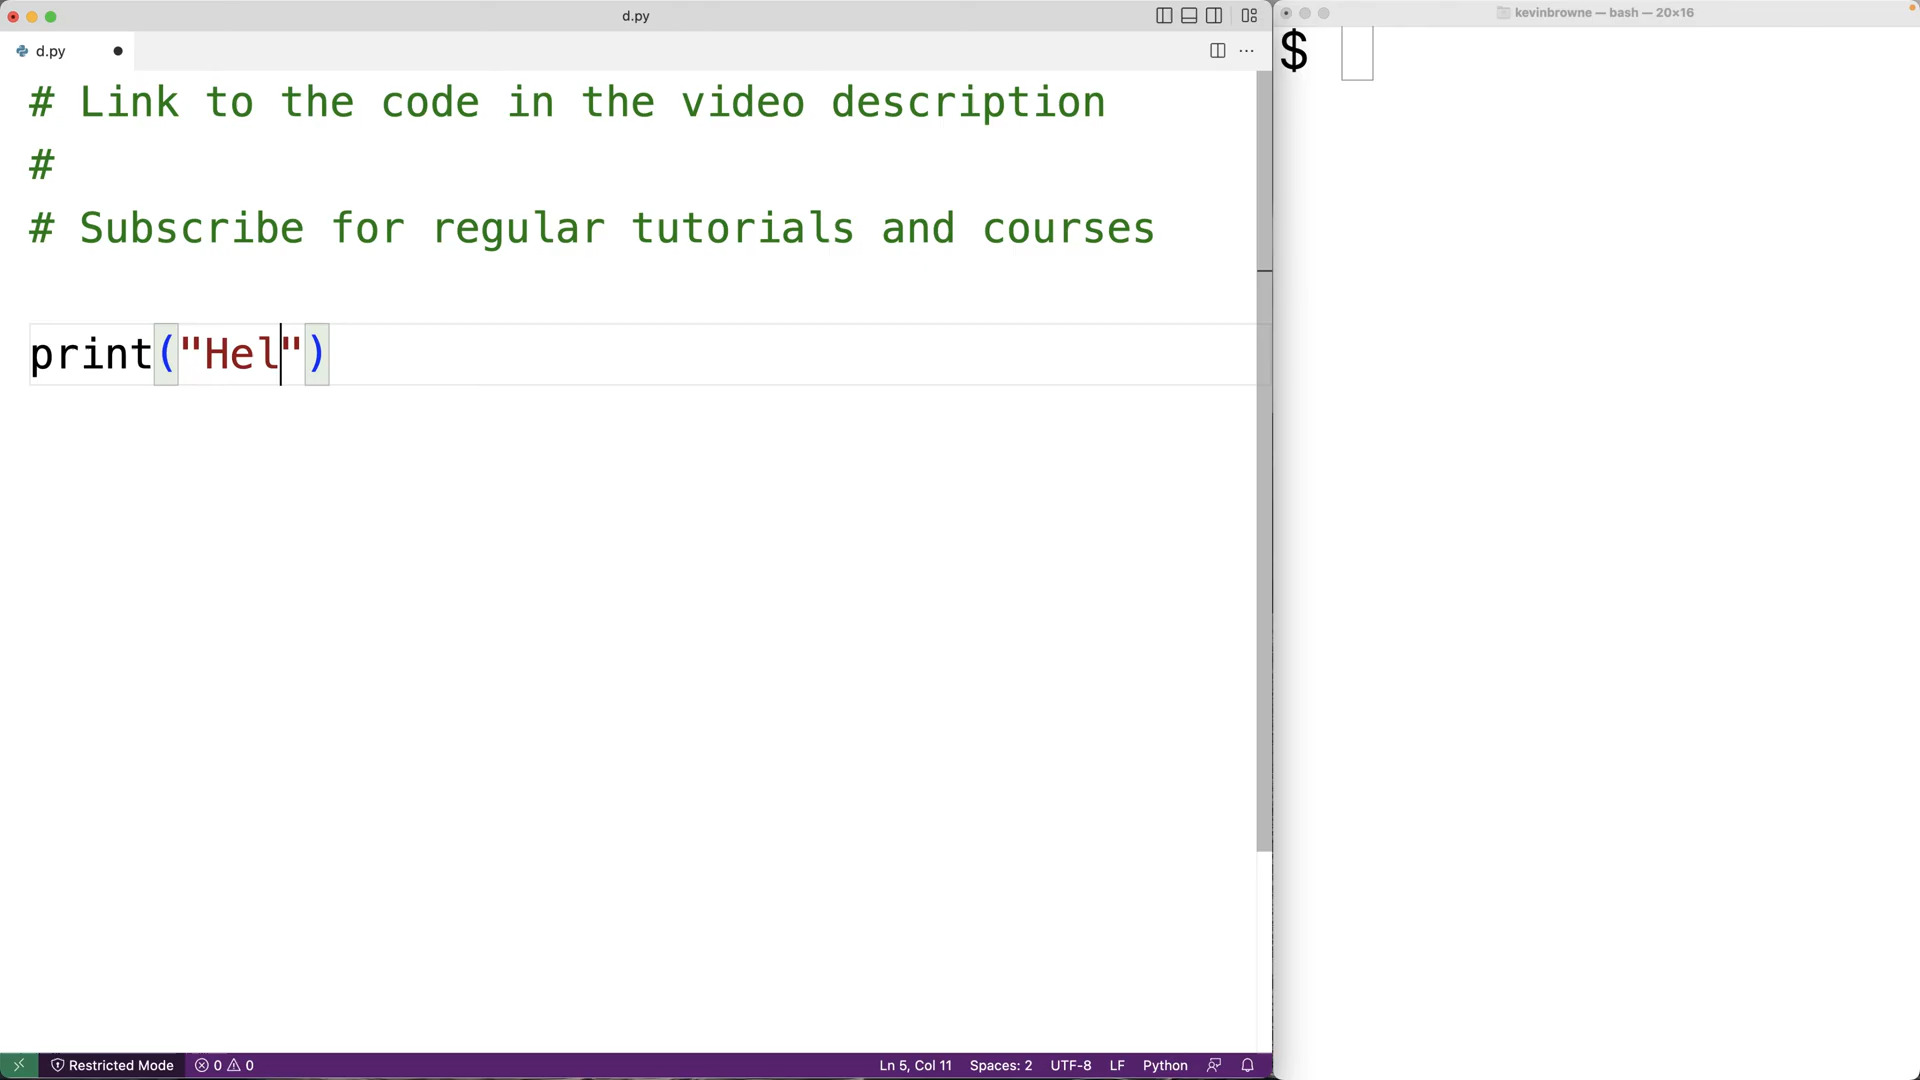 d.py
kevinbrowne — bash — 20×16
d.py
$
# Link to the code in the video description
#
# Subscribe for regular tutorials and courses
print("Hel")
Restricted Mode 0 0 Ln 5, Col 11 Spaces: 2 UTF-8 LF Python